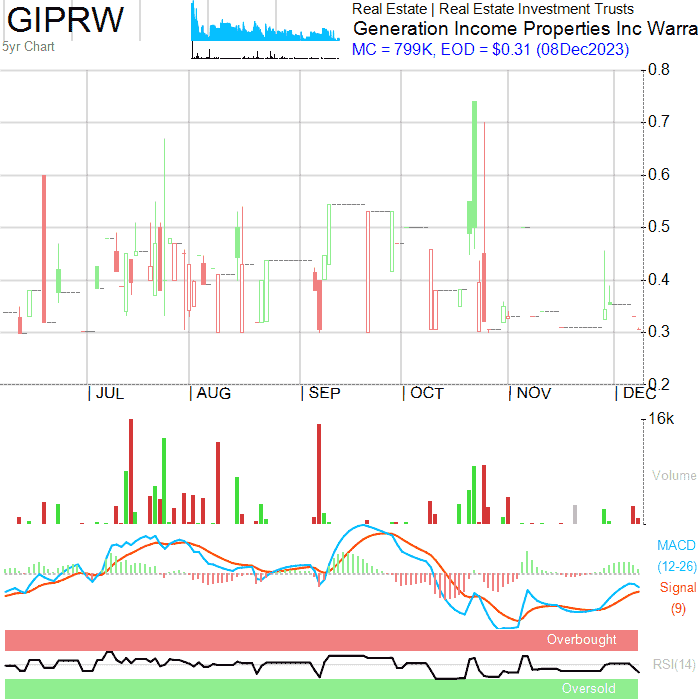 GIPRW
5yr Chart
Real Estate | Real Estate Investment Trusts
Generation Income Properties Inc Warra
MC = 799K, EOD = $0.31 (08Dec2023)
0.8
0.7
0.6
0.5
0.4
0.3
0.2
JUL AUG SEP OCT NOV DEC
16k
Volume
MACD
(12-26)
Signal
(9)
Overbought
RSI(14)
Oversold